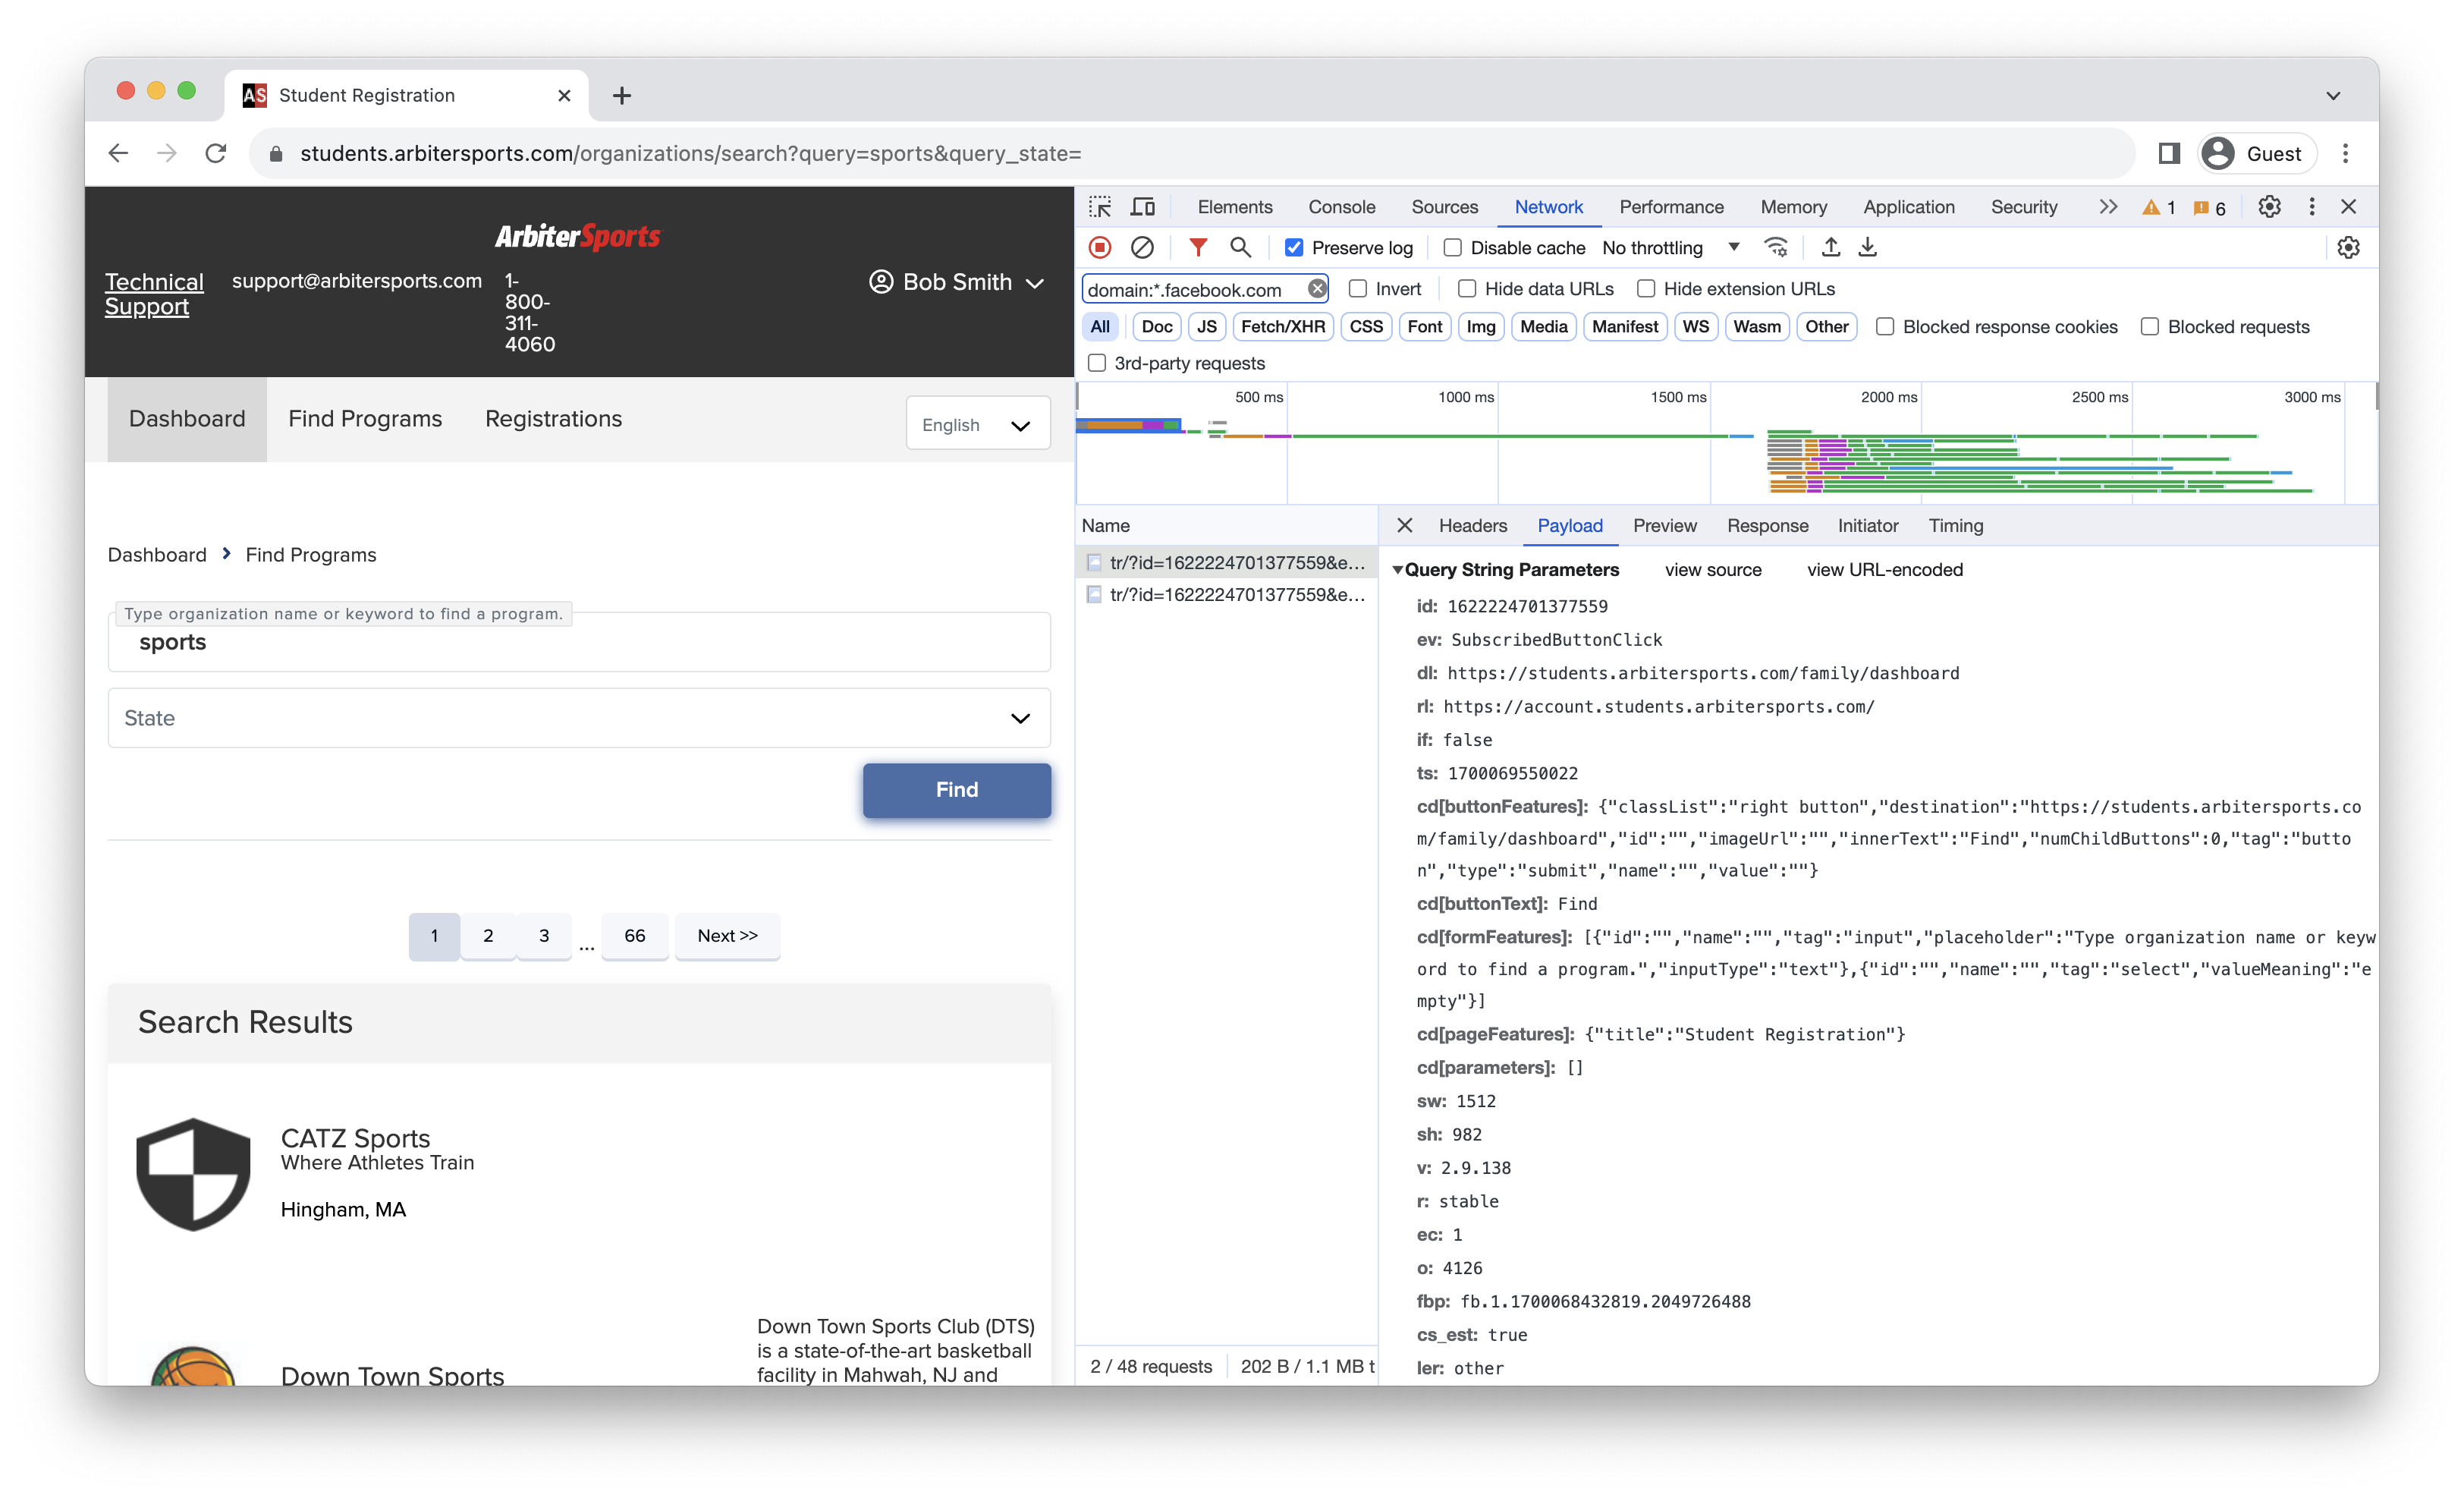 AS Student Registration
students.arbitersports.com/organizations/search?query=sports&query_state=
Guest
ArbiterSports
Technical
Support
support@arbitersports.com
1-
800-
311-
4060
Bob Smith
Dashboard
Find Programs
Registrations
English
Dashboard
Find Programs
Type organization name or keyword to find a program.
sports
State
Find
1 2 3 ... 66 Next >>
Search Results
CATZ Sports
Where Athletes Train
Hingham, MA
Down Town Sports
Down Town Sports Club (DTS)
is a state-of-the-art basketball
facility in Mahwah, NJ and
Elements Console Sources Network Performance Memory Application Security 1 6
Preserve log Disable cache No throttling
domain:*.facebook.com Invert Hide data URLs Hide extension URLs
All Doc JS Fetch/XHR CSS Font Img Media Manifest WS Wasm Other Blocked response cookies Blocked requests
3rd-party requests
500 ms 1000 ms 1500 ms 2000 ms 2500 ms 3000 ms
Name
tr/?id=1622224701377559&e...
tr/?id=1622224701377559&e...
2 / 48 requests 202 B / 1.1 MB t
Headers Payload Preview Response Initiator Timing
Query String Parameters view source view URL-encoded
id: 1622224701377559
ev: SubscribedButtonClick
dl: https://students.arbitersports.com/family/dashboard
rl: https://account.students.arbitersports.com/
if: false
ts: 1700069550022
cd[buttonFeatures]: {"classList":"right button","destination":"https://students.arbitersports.co
m/family/dashboard","id":"","imageUrl":"","innerText":"Find","numChildButtons":0,"tag":"butto
n","type":"submit","name":"","value":""}
cd[buttonText]: Find
cd[formFeatures]: [{"id":"","name":"","tag":"input","placeholder":"Type organization name or keyw
ord to find a program.","inputType":"text"},{"id":"","name":"","tag":"select","valueMeaning":"e
mpty"}]
cd[pageFeatures]: {"title":"Student Registration"}
cd[parameters]: []
sw: 1512
sh: 982
v: 2.9.138
r: stable
ec: 1
o: 4126
fbp: fb.1.1700068432819.2049726488
cs_est: true
ler: other